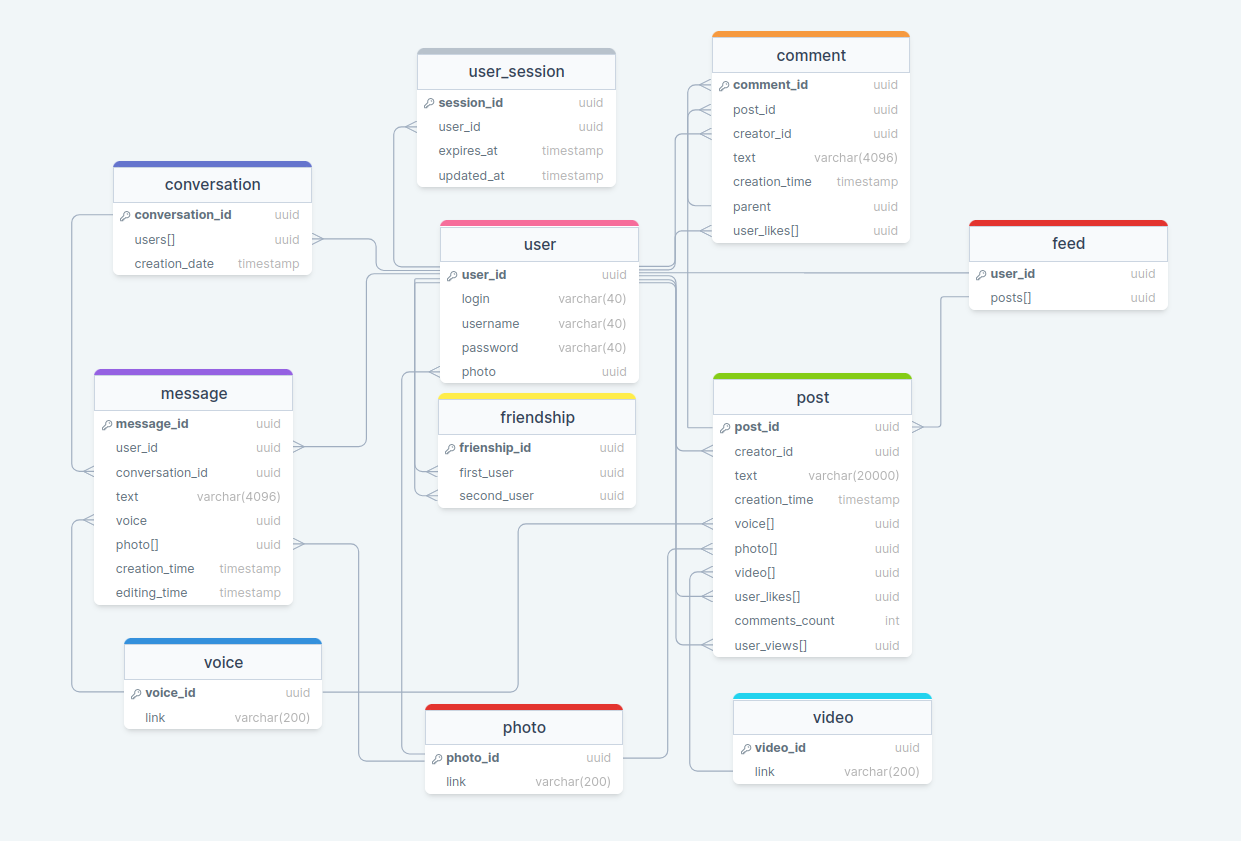 user_session
session_id uuid
user_id uuid
expires_at timestamp
updated_at timestamp
comment
comment_id uuid
post_id uuid
creator_id uuid
text varchar(4096)
creation_time timestamp
parent uuid
user_likes[] uuid
conversation
conversation_id uuid
users[] uuid
creation_date timestamp
user
user_id uuid
login varchar(40)
username varchar(40)
password varchar(40)
photo uuid
feed
user_id uuid
posts[] uuid
message
message_id uuid
user_id uuid
conversation_id uuid
text varchar(4096)
voice uuid
photo[] uuid
creation_time timestamp
editing_time timestamp
friendship
frienship_id uuid
first_user uuid
second_user uuid
post
post_id uuid
creator_id uuid
text varchar(20000)
creation_time timestamp
voice[] uuid
photo[] uuid
video[] uuid
user_likes[] uuid
comments_count int
user_views[] uuid
voice
voice_id uuid
link varchar(200)
photo
photo_id uuid
link varchar(200)
video
video_id uuid
link varchar(200)